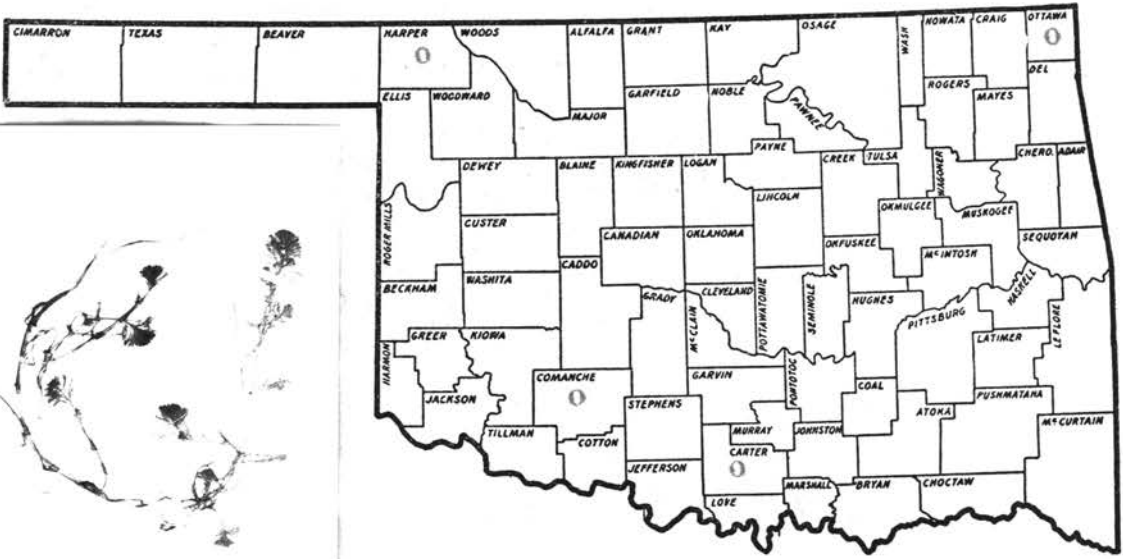 CIMARRON
TEXAS
BEAVER
HARPER
WOODS
ALFALFA
GRANT
KAY
OSAGE
WASH
NOWATA
CRAIG
OTTAWA
O
O
ELLIS
WOODWARD
MAJOR
GARFIELD
NOBLE
PAWNEE
ROGERS
MAYES
DEL
DEWEY
BLAINE
KINGFISHER
LOGAN
PAYNE
CREEK
TULSA
WAGONER
CHERO.
ADAIR
ROGER MILLS
CUSTER
CANADIAN
OKLAHOMA
LINCOLN
OKMULGEE
MUSKOGEE
OKFUSKEE
MCINTOSH
SEQUOYAH
BECKHAM
WASHITA
CADDO
GRADY
MCCLAIN
CLEVELAND
POTTAWATOMIE
SEMINOLE
HUGHES
PITTSBURG
HASKELL
LATIMER
LE FLORE
HARMON
GREER
KIOWA
COMANCHE
O
JACKSON
TILLMAN
COTTON
STEPHENS
GARVIN
PONTOTOC
COAL
ATOKA
PUSHMATAHA
MCCURTAIN
MURRAY
JOHNSTON
CARTER
O
JEFFERSON
LOVE
MARSHALL
BRYAN
CHOCTAW